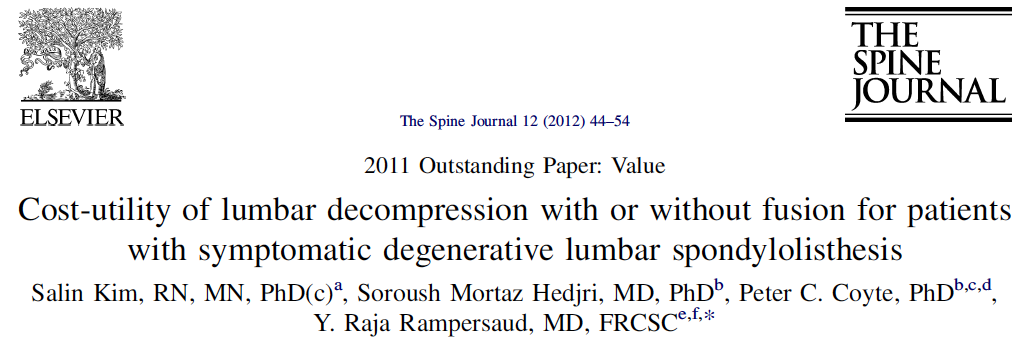 ELSEVIER
THE
SPINE
JOURNAL
The Spine Journal 12 (2012) 44–54
2011 Outstanding Paper: Value
Cost-utility of lumbar decompression with or without fusion for patients
with symptomatic degenerative lumbar spondylolisthesis
Salin Kim, RN, MN, PhD(c)a, Soroush Mortaz Hedjri, MD, PhDb, Peter C. Coyte, PhDb,c,d,
Y. Raja Rampersaud, MD, FRCSCe,f,*